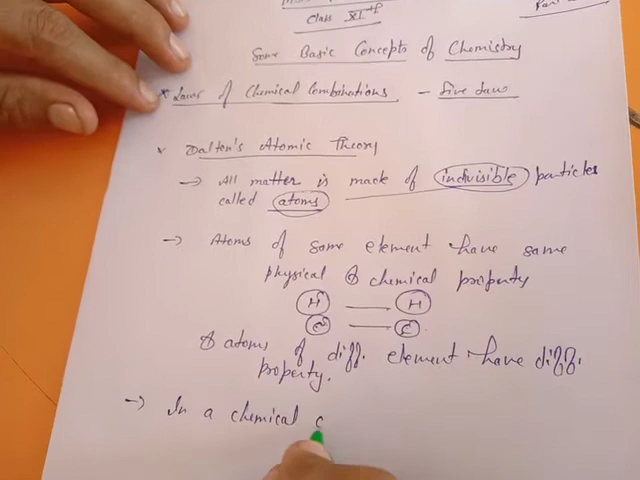 Class XIth
Some Basic Concepts of Chemistry
* Laws of Chemical Combinations - five laws
* Dalton's Atomic Theory
→ All matter is made of indivisible particles
called atoms
→ Atoms of same element have same
physical & chemical property
H — H
C — C
& atoms of diff. element have diff.
property.
→ In a chemical c